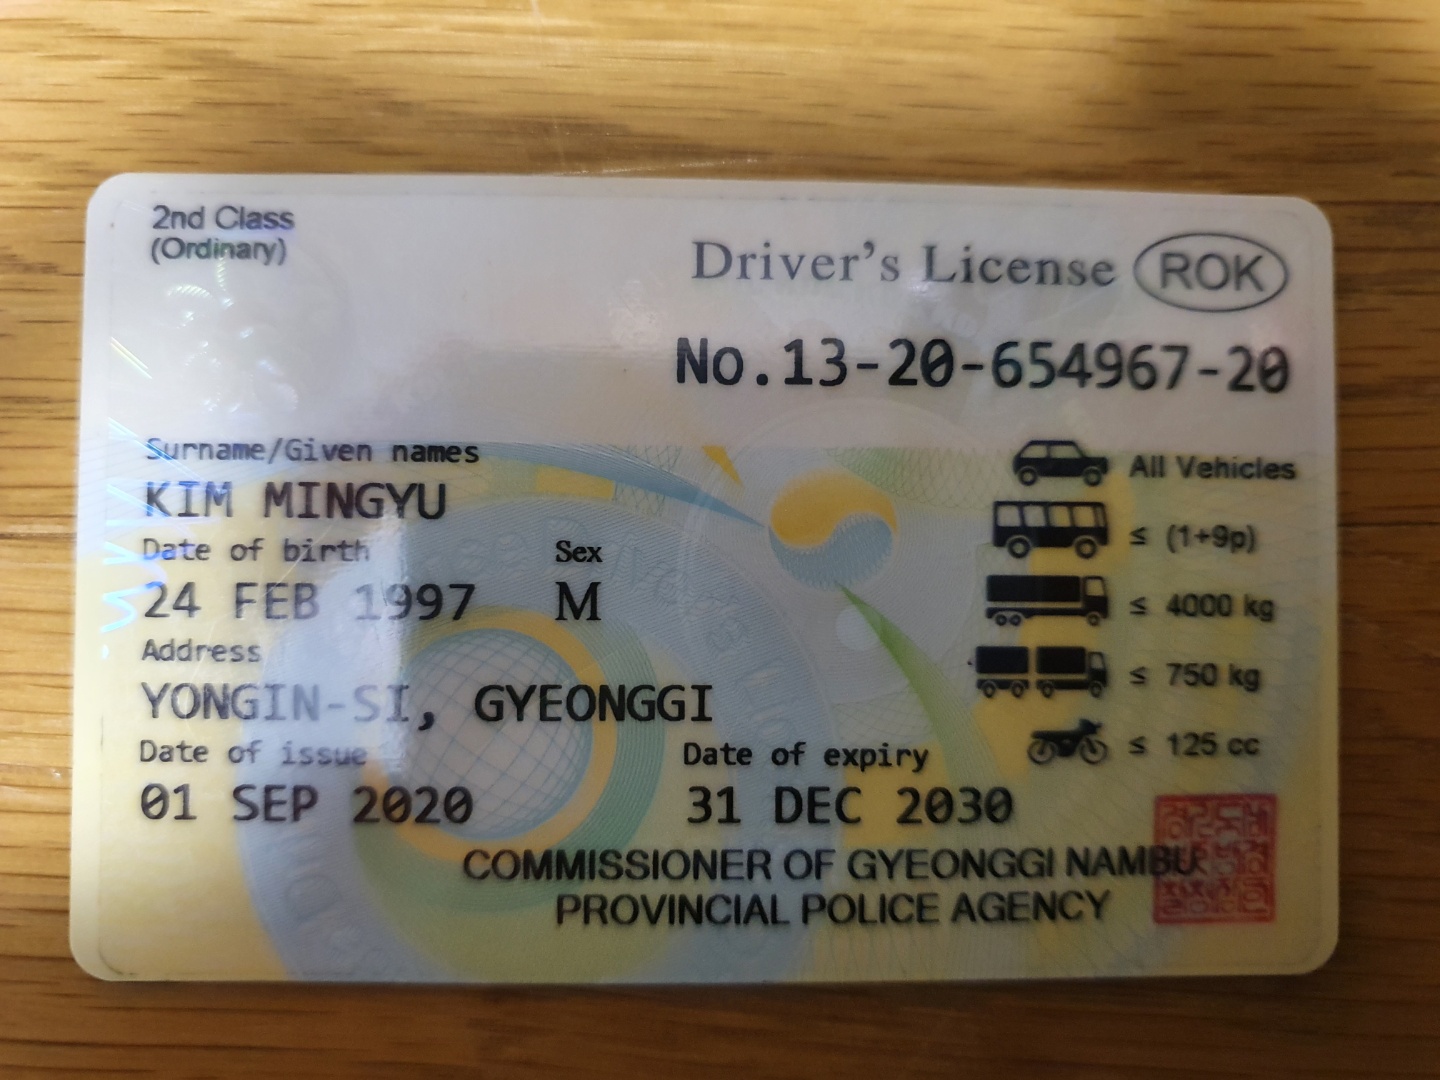 2nd Class
(Ordinary)
Driver's License ROK
No.13-20-654967-20
Surname/Given names
KIM MINGYU
Date of birth Sex
24 FEB 1997 M
Address
YONGIN-SI, GYEONGGI
Date of issue Date of expiry
01 SEP 2020 31 DEC 2030
All Vehicles
≤ (1+9p)
≤ 4000 kg
≤ 750 kg
≤ 125 cc
COMMISSIONER OF GYEONGGI NAMBU
PROVINCIAL POLICE AGENCY